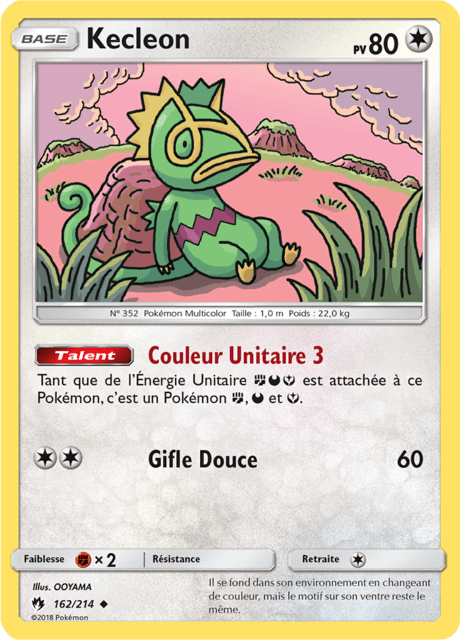 BASE Kecleon PV 80
N° 352 Pokémon Multicolor Taille : 1,0 m Poids : 22,0 kg
Talent Couleur Unitaire 3
Tant que de l'Énergie Unitaire est attachée à ce
Pokémon, c'est un Pokémon , et .
Gifle Douce 60
Faiblesse ×2 Résistance Retraite
Illus. OOYAMA
162/214
©2018 Pokémon
Il se fond dans son environnement en changeant
de couleur, mais le motif sur son ventre reste le
même.